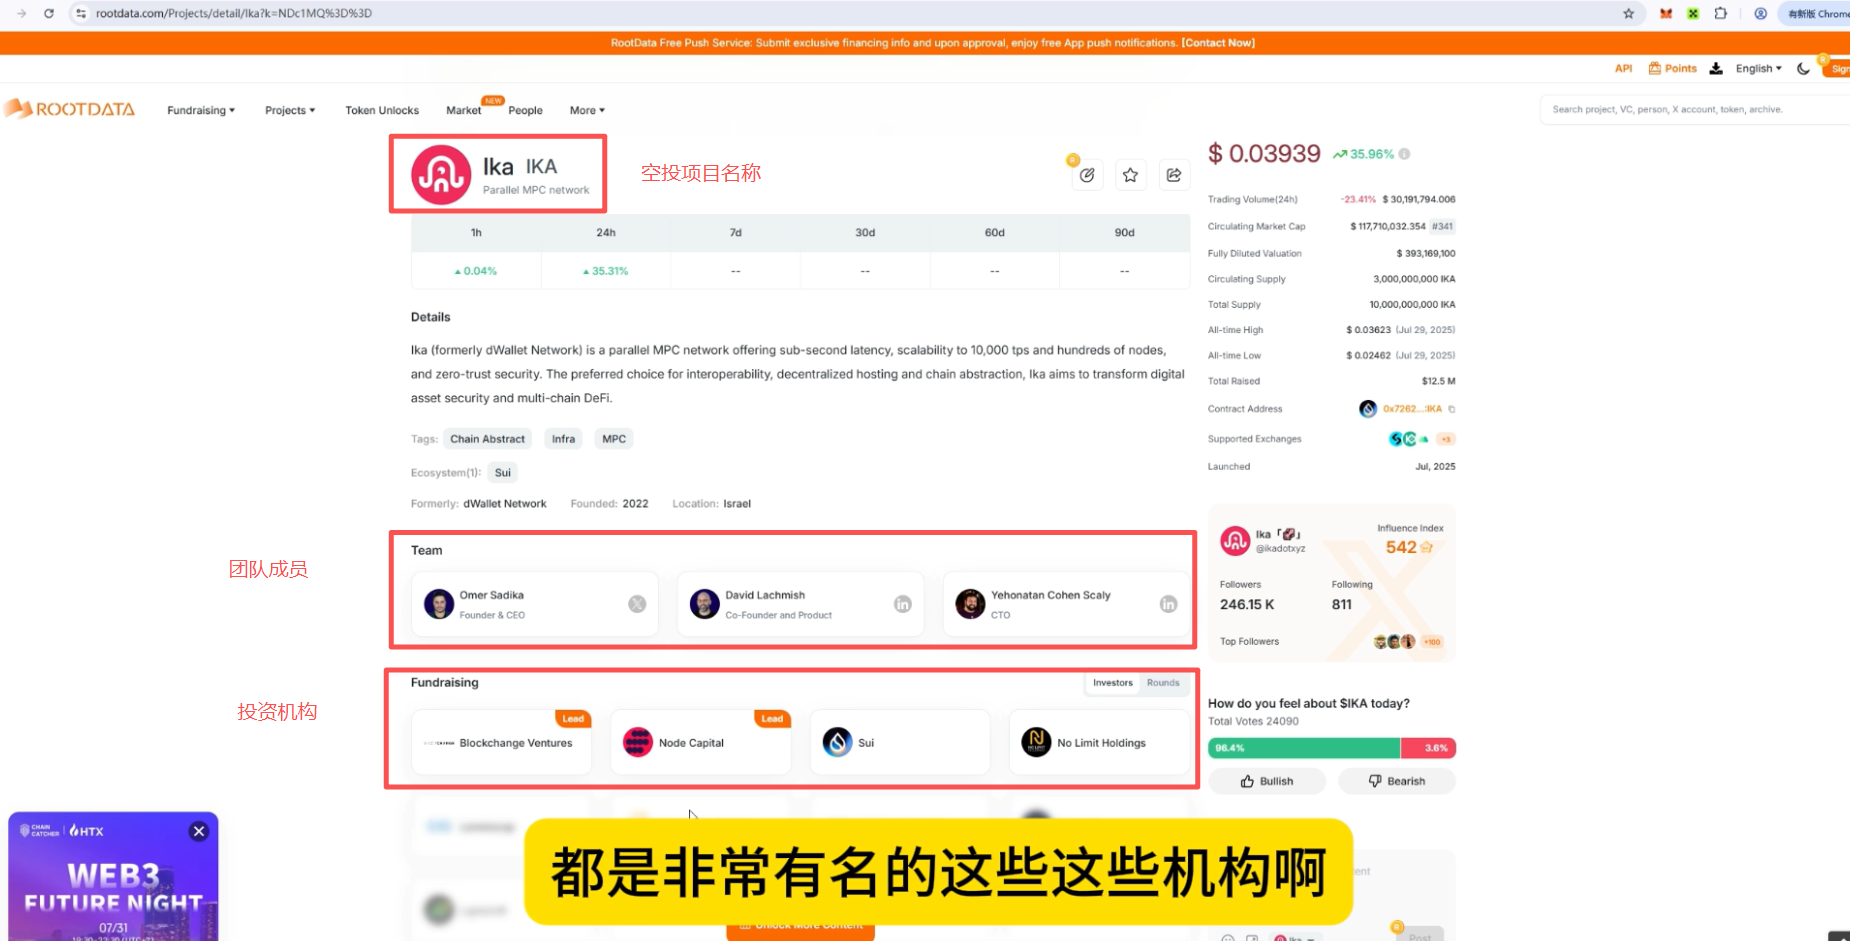 rootdata.com/Projects/detail/Ika?k=NDc1MQ%3D%3D
有新版 Chrome
RootData Free Push Service: Submit exclusive financing info and upon approval, enjoy free App push notifications. [Contact Now]
API Points English Sign
ROOTDATA Fundraising Projects Token Unlocks Market NEW People More
Search project, VC, person, X account, token, archive.
Ika IKA
Parallel MPC network
空投项目名称
1h 24h 7d 30d 60d 90d
0.04% 35.31% -- -- -- --
Details
Ika (formerly dWallet Network) is a parallel MPC network offering sub-second latency, scalability to 10,000 tps and hundreds of nodes,
and zero-trust security. The preferred choice for interoperability, decentralized hosting and chain abstraction, Ika aims to transform digital
asset security and multi-chain DeFi.
Tags: Chain Abstract Infra MPC
Ecosystem(1): Sui
Formerly: dWallet Network Founded: 2022 Location: Israel
团队成员
Team
Omer Sadika
Founder & CEO
David Lachmish
Co-Founder and Product
Yehonatan Cohen Scaly
CTO
投资机构
Fundraising
Investors Rounds
Lead
Blockchange Ventures
Lead
Node Capital
Sui
No Limit Holdings
$ 0.03939 35.96%
Trading Volume(24h) -23.41% $ 30,191,794.006
Circulating Market Cap $ 117,710,032.354 #341
Fully Diluted Valuation $ 393,169,100
Circulating Supply 3,000,000,000 IKA
Total Supply 10,000,000,000 IKA
All-time High $ 0.03623 (Jul 29, 2025)
All-time Low $ 0.02462 (Jul 29, 2025)
Total Raised $12.5 M
Contract Address 0x7262...:IKA
Supported Exchanges +3
Launched Jul, 2025
Ika
@ikadotxyz
Influence Index
542
Followers Following
246.15 K 811
Top Followers +100
How do you feel about $IKA today?
Total Votes 24090
96.4% 3.6%
Bullish Bearish
CHAIN CATCHER HTX
WEB3
FUTURE NIGHT
07/31
都是非常有名的这些这些机构啊
Unlock More Content
Ika
Post